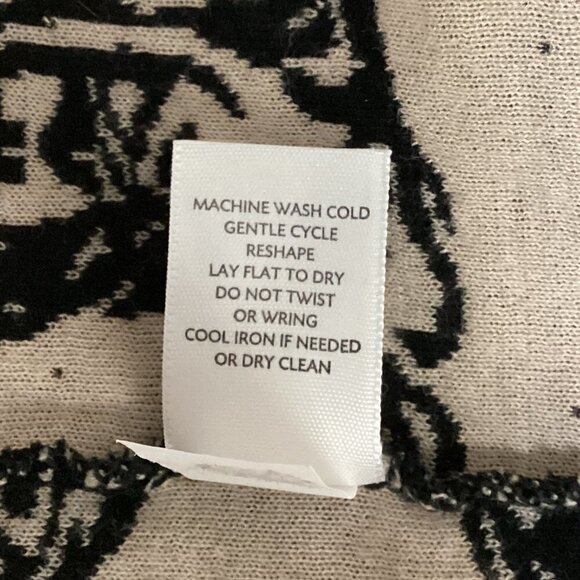 MACHINE WASH COLD
GENTLE CYCLE
RESHAPE
LAY FLAT TO DRY
DO NOT TWIST
OR WRING
COOL IRON IF NEEDED
OR DRY CLEAN